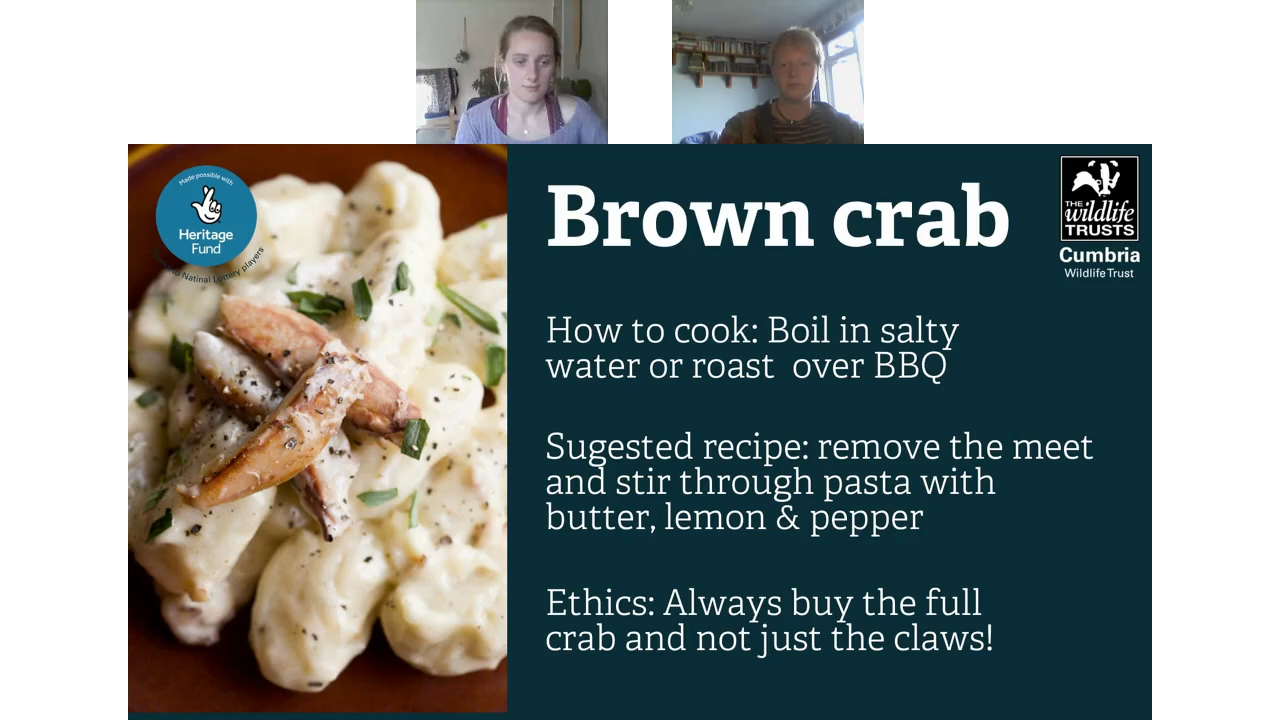 Made possible with
Heritage
Fund
to Natinal Lottery players
Brown crab
THE
wildlife
TRUSTS
Cumbria
Wildlife Trust
How to cook: Boil in salty
water or roast  over BBQ
Sugested recipe: remove the meet
and stir through pasta with
butter, lemon & pepper
Ethics: Always buy the full
crab and not just the claws!